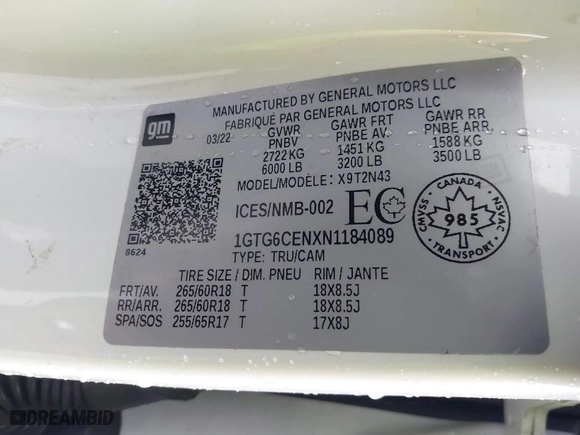 MANUFACTURED BY GENERAL MOTORS LLC
FABRIQUÉ PAR GENERAL MOTORS LLC
gm
03/22
GVWR GAWR FRT GAWR RR
PNBV PNBE AV. PNBE ARR.
2722 KG 1451 KG 1588 KG
6000 LB 3200 LB 3500 LB
MODEL/MODÈLE: X9T2N43
ICES/NMB-002 EC
CANADA
CMVSS 985 NSVAC
TRANSPORT
8624
1GTG6CENXN1184089
TYPE: TRU/CAM
TIRE SIZE / DIM. PNEU RIM / JANTE
FRT/AV. 265/60R18 T 18X8.5J
RR/ARR. 265/60R18 T 18X8.5J
SPA/SOS 255/65R17 T 17X8J
DREAMBID